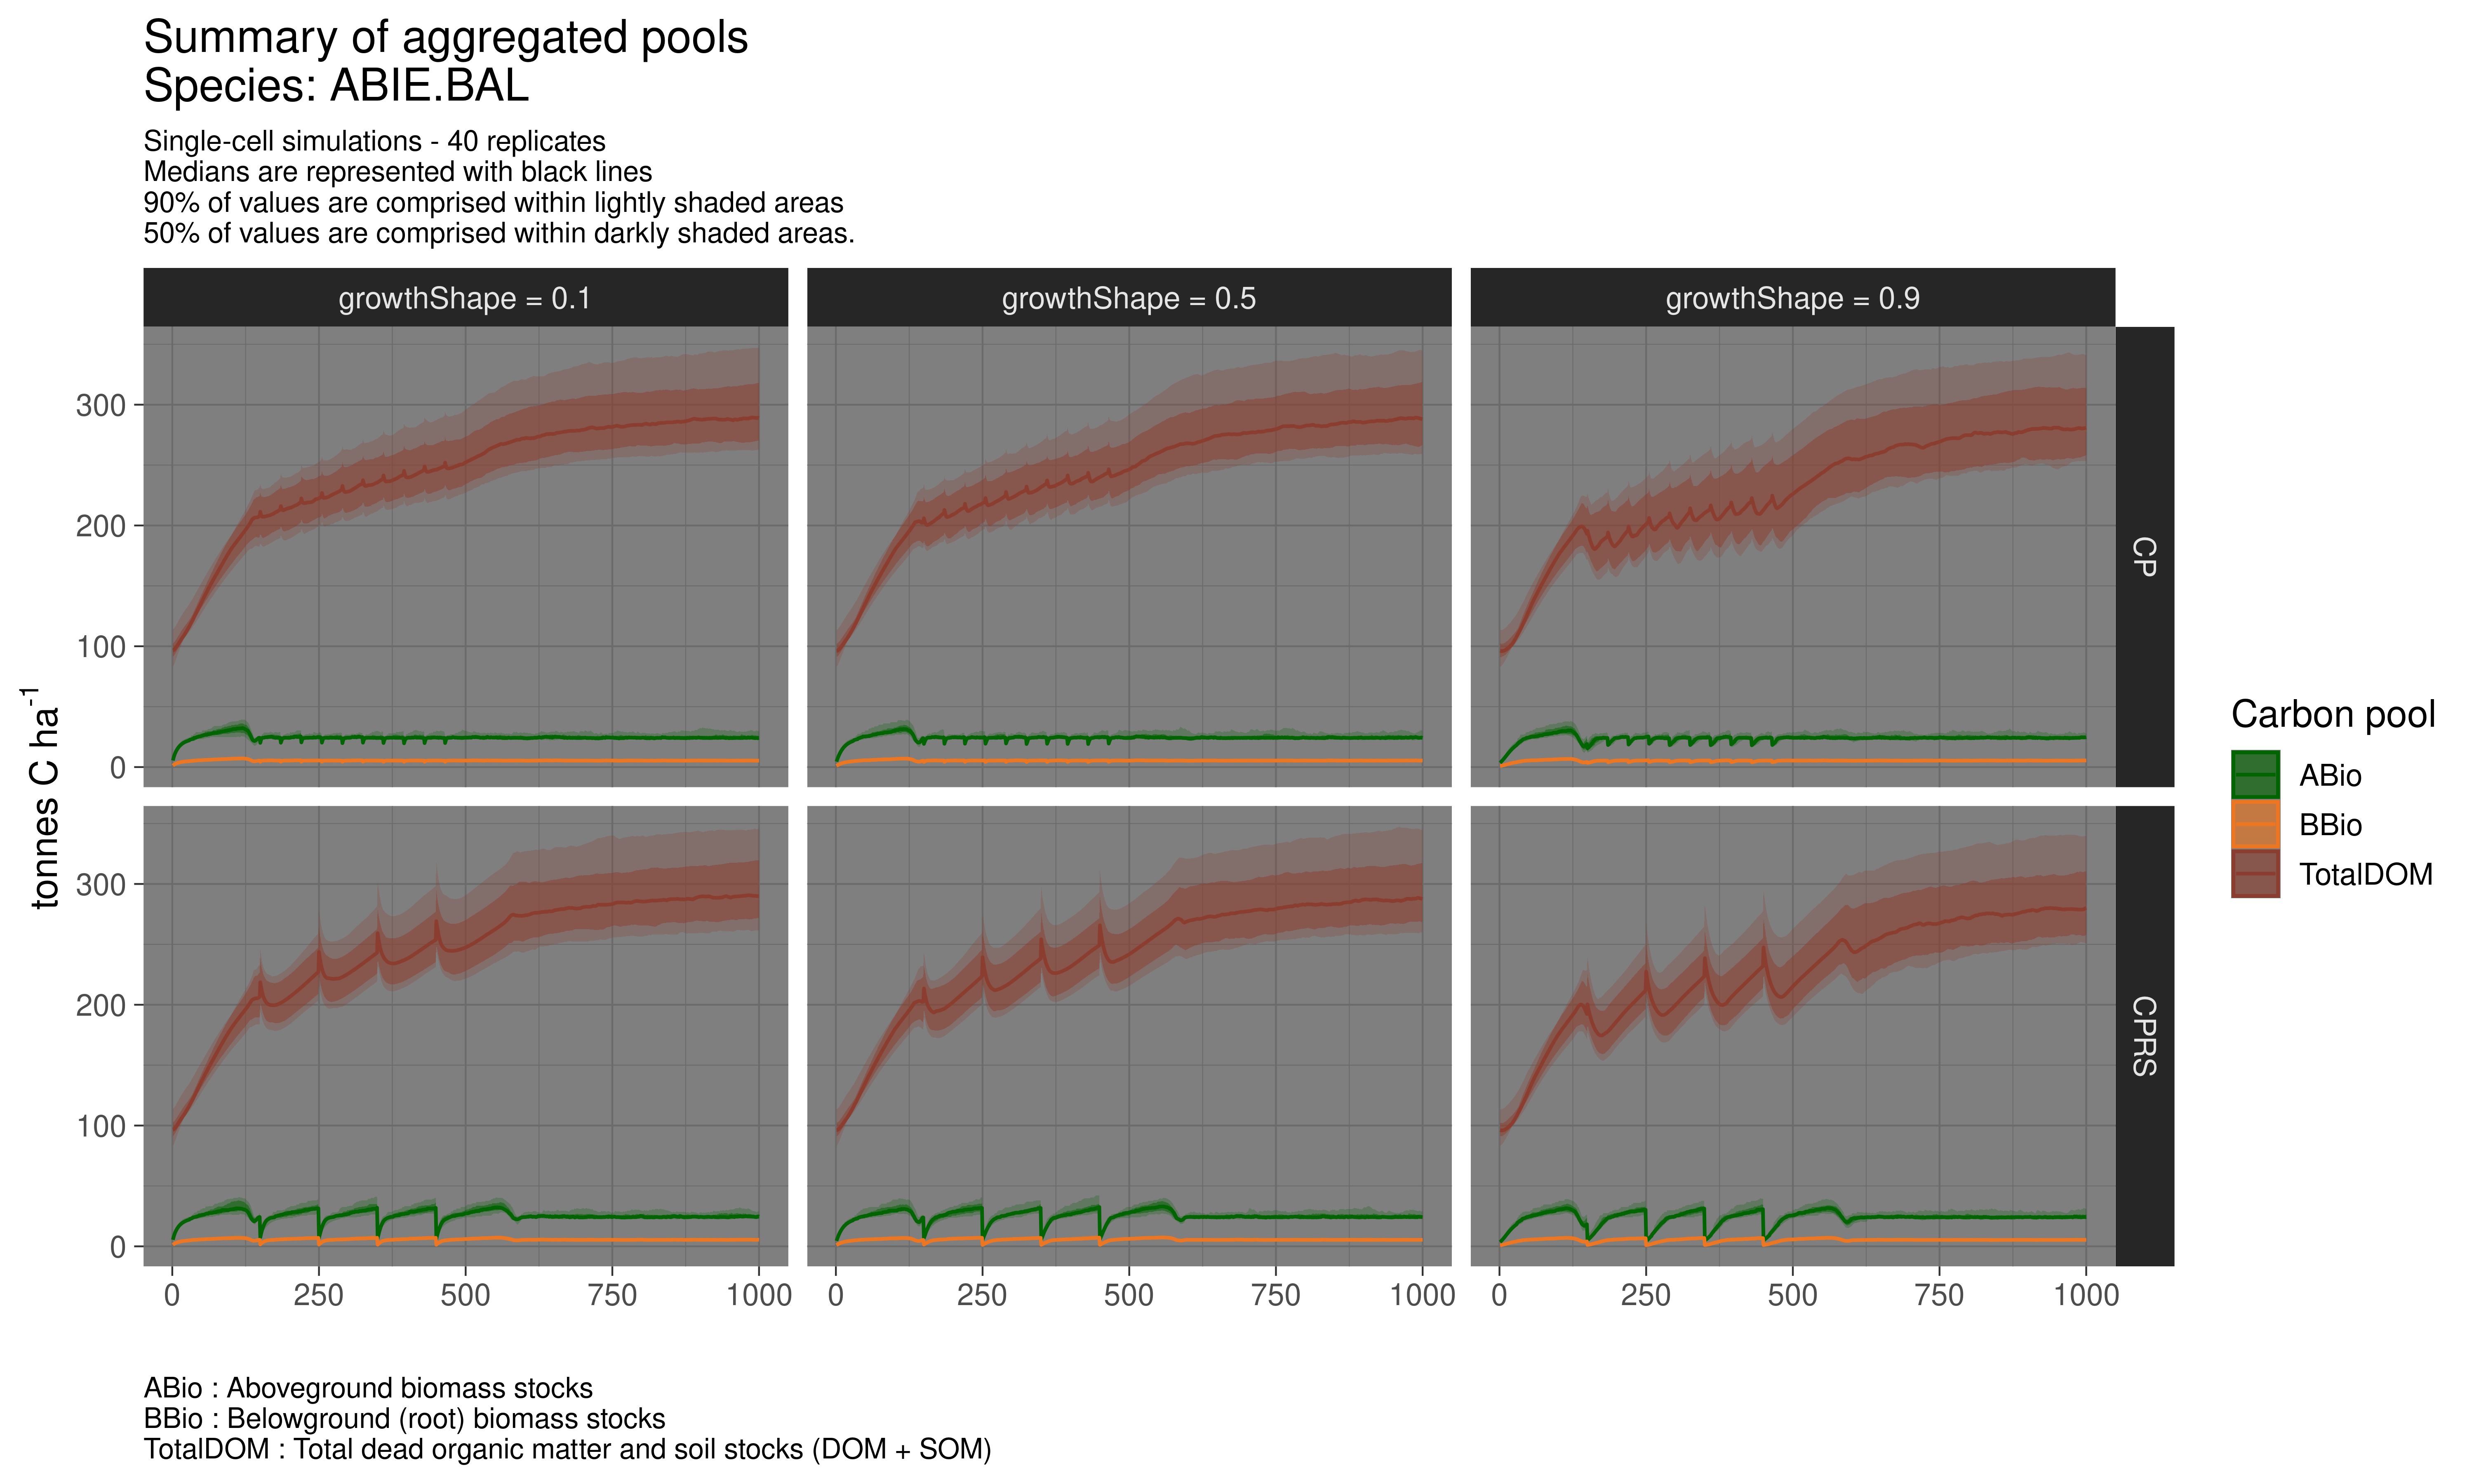 Summary of aggregated pools
Species: ABIE.BAL
Single-cell simulations - 40 replicates
Medians are represented with black lines
90% of values are comprised within lightly shaded areas
50% of values are comprised within darkly shaded areas.
growthShape = 0.1
growthShape = 0.5
growthShape = 0.9
300
200
100
0
CP
300
200
100
0
CPRS
tonnes C ha⁻¹
0 250 500 750 1000
0 250 500 750 1000
0 250 500 750 1000
Carbon pool
ABio
BBio
TotalDOM
ABio : Aboveground biomass stocks
BBio : Belowground (root) biomass stocks
TotalDOM : Total dead organic matter and soil stocks (DOM + SOM)